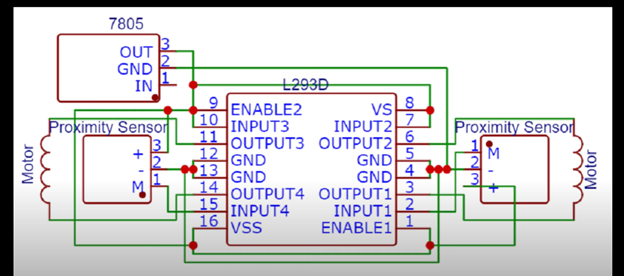 7805
OUT 3
GND 2
IN 1
L293D
9 ENABLE2 VS 8
10 INPUT3 INPUT2 7
11 OUTPUT3 OUTPUT2 6
12 GND GND 5
13 GND GND 4
14 OUTPUT4 OUTPUT1 3
15 INPUT4 INPUT1 2
16 VSS ENABLE1 1
Motor
Proximity Sensor
+ 3
- 2
M 1
Proximity Sensor
1 M
2 -
3 +
Motor